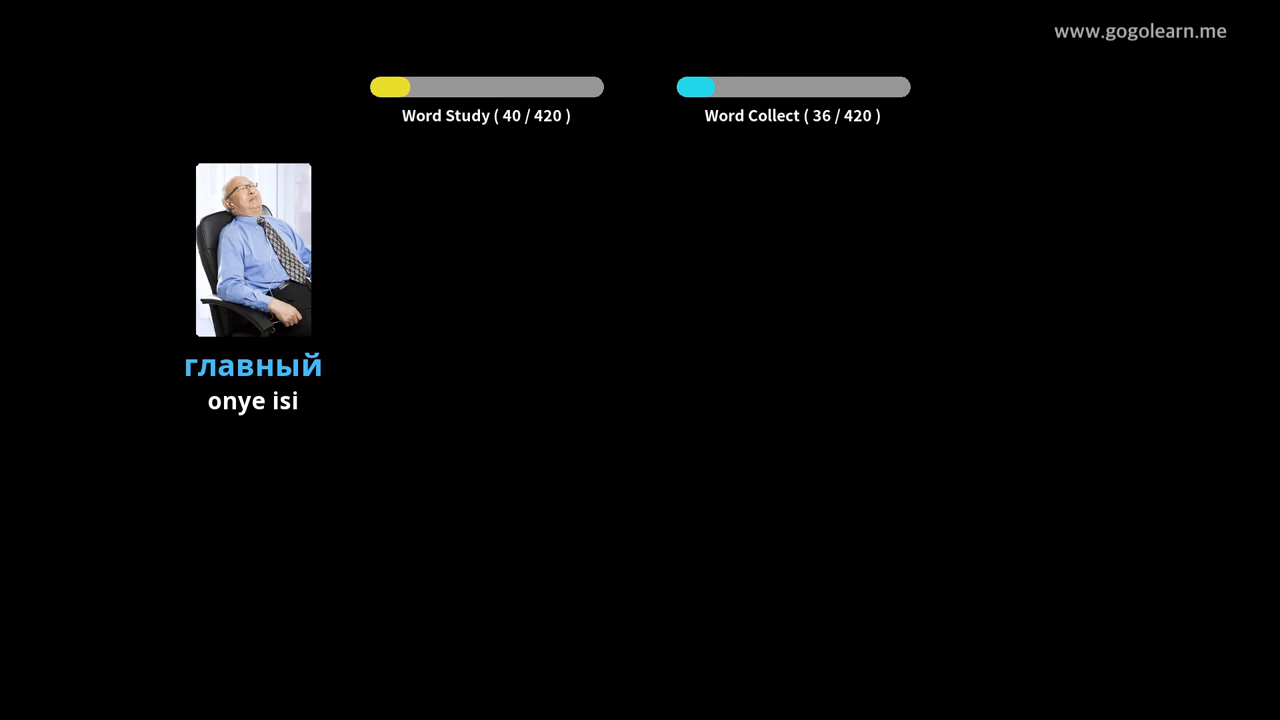 www.gogolearn.me
Word Study ( 40 / 420 )
Word Collect ( 36 / 420 )
главный
onye isi